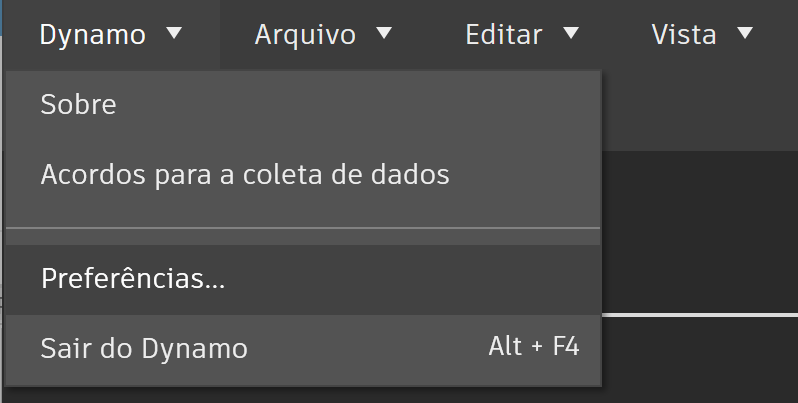 Dynamo Arquivo Editar Vista
Sobre
Acordos para a coleta de dados
Preferências...
Sair do Dynamo Alt + F4